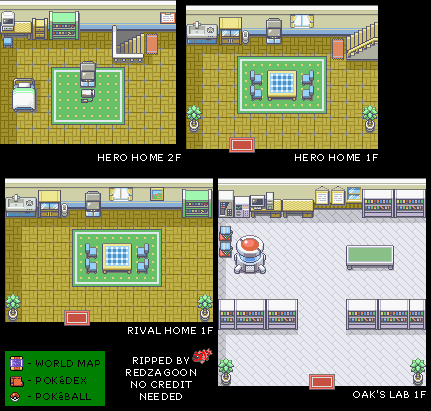 HERO HOME 2F
HERO HOME 1F
RIVAL HOME 1F
- WORLD MAP
- POKéDEX
- POKéBALL
RIPPED BY
REDZAGOON
NO CREDIT
NEEDED
OAK'S LAB 1F